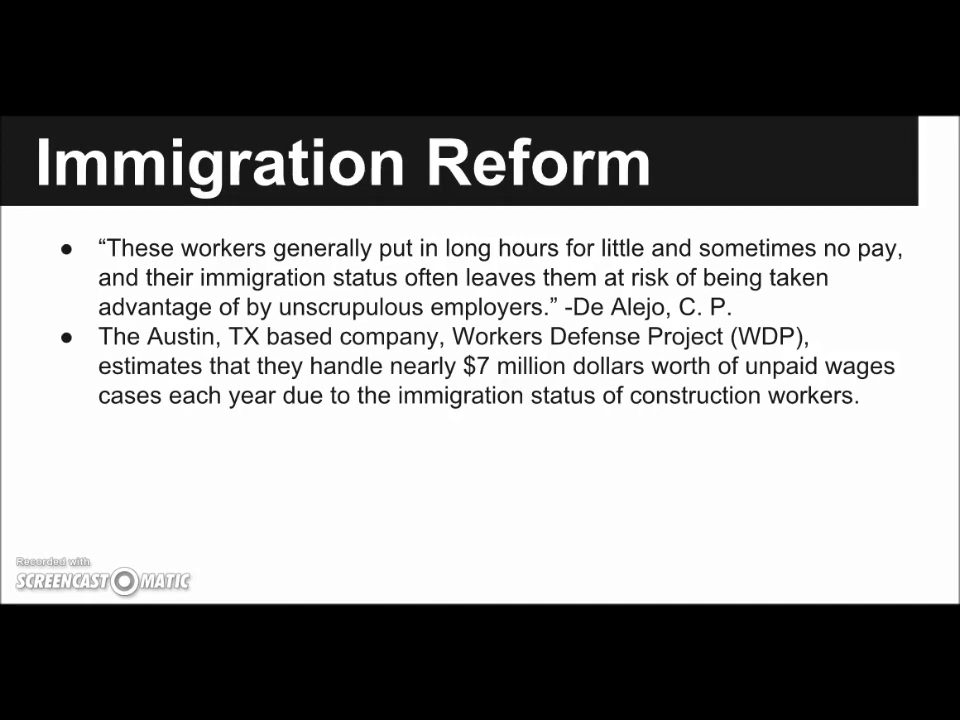 Immigration Reform
● “These workers generally put in long hours for little and sometimes no pay,
and their immigration status often leaves them at risk of being taken
advantage of by unscrupulous employers.” -De Alejo, C. P.
● The Austin, TX based company, Workers Defense Project (WDP),
estimates that they handle nearly $7 million dollars worth of unpaid wages
cases each year due to the immigration status of construction workers.
Recorded with
SCREENCAST MATIC